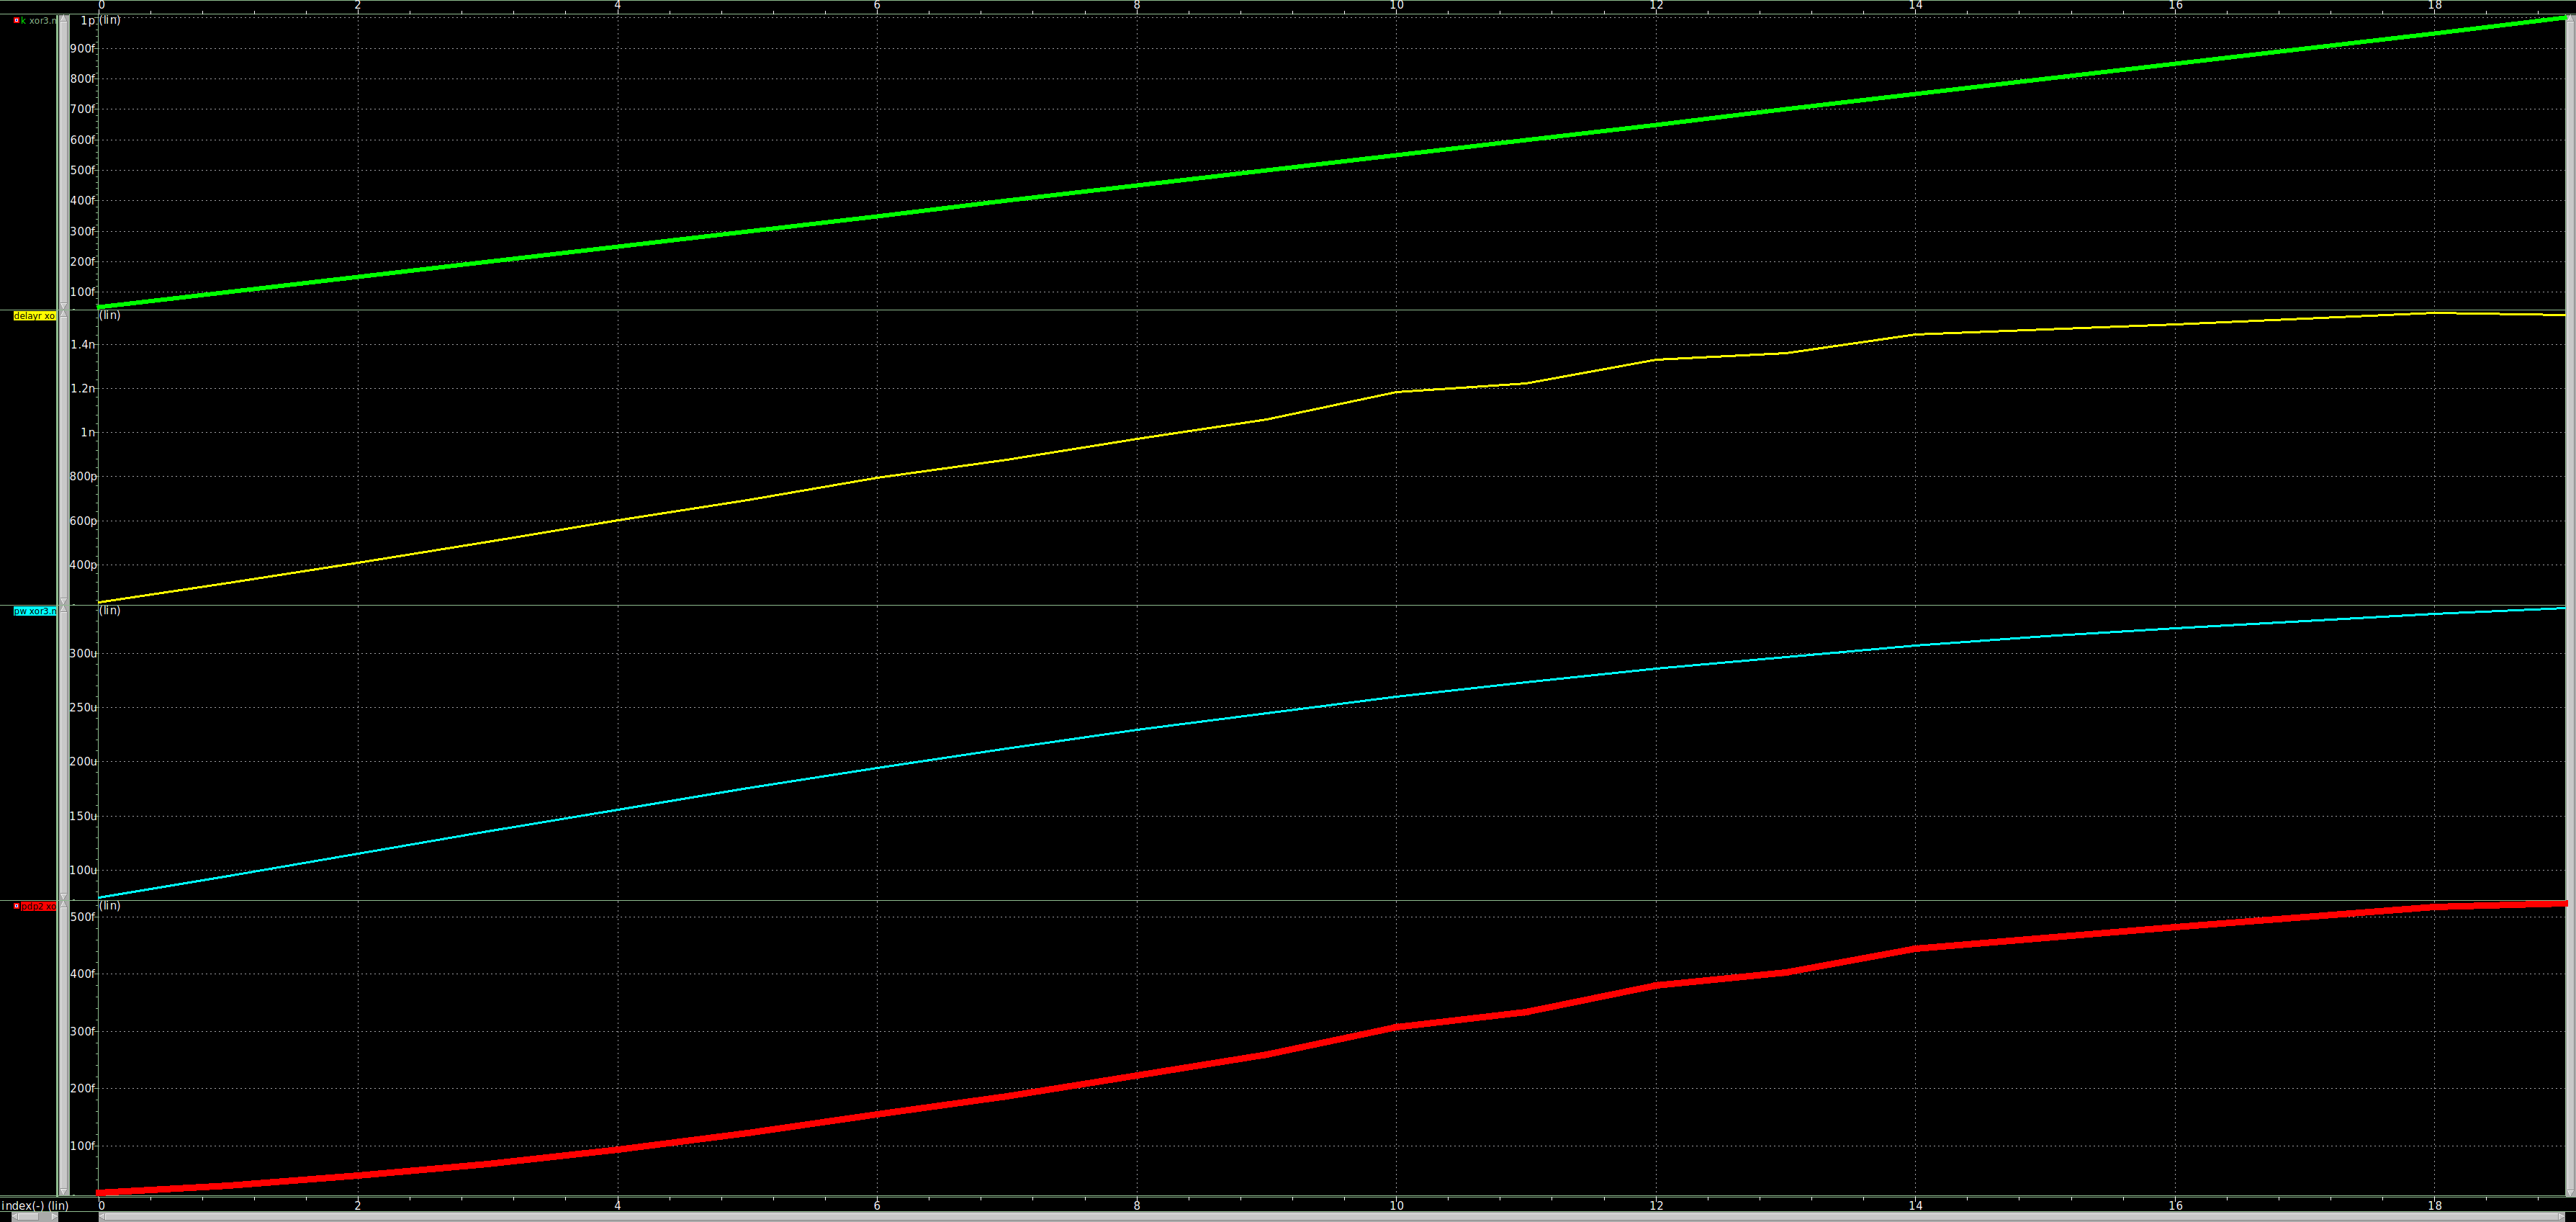 0 2 4 6 8 10 12 14 16 18
k xor3.n 1p (lin)
900f
800f
700f
600f
500f
400f
300f
200f
100f
delayr xo (lin)
1.4n
1.2n
1n
800p
600p
400p
pw xor3.n (lin)
300u
250u
200u
150u
100u
pdp2 xo (lin)
500f
400f
300f
200f
100f
index(-) (lin) 0 2 4 6 8 10 12 14 16 18